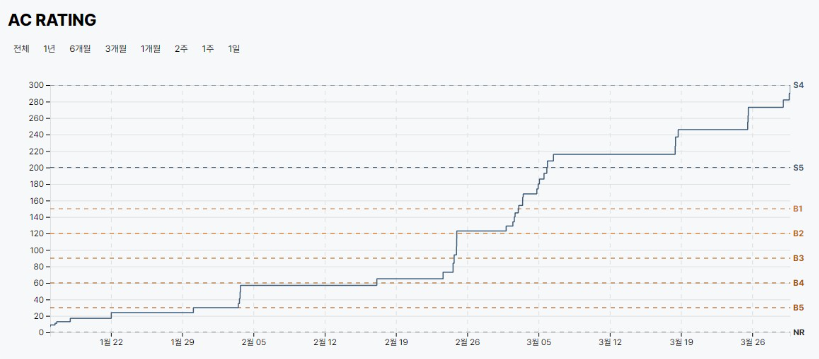 AC RATING
전체 1년 6개월 3개월 1개월 2주 1주 1일
300 S4
280
260
240
220
200 S5
180
160
B1
140
120 B2
100
B3
80
60 B4
40
B5
20
0 NR
1월 22 1월 29 2월 05 2월 12 2월 19 2월 26 3월 05 3월 12 3월 19 3월 26